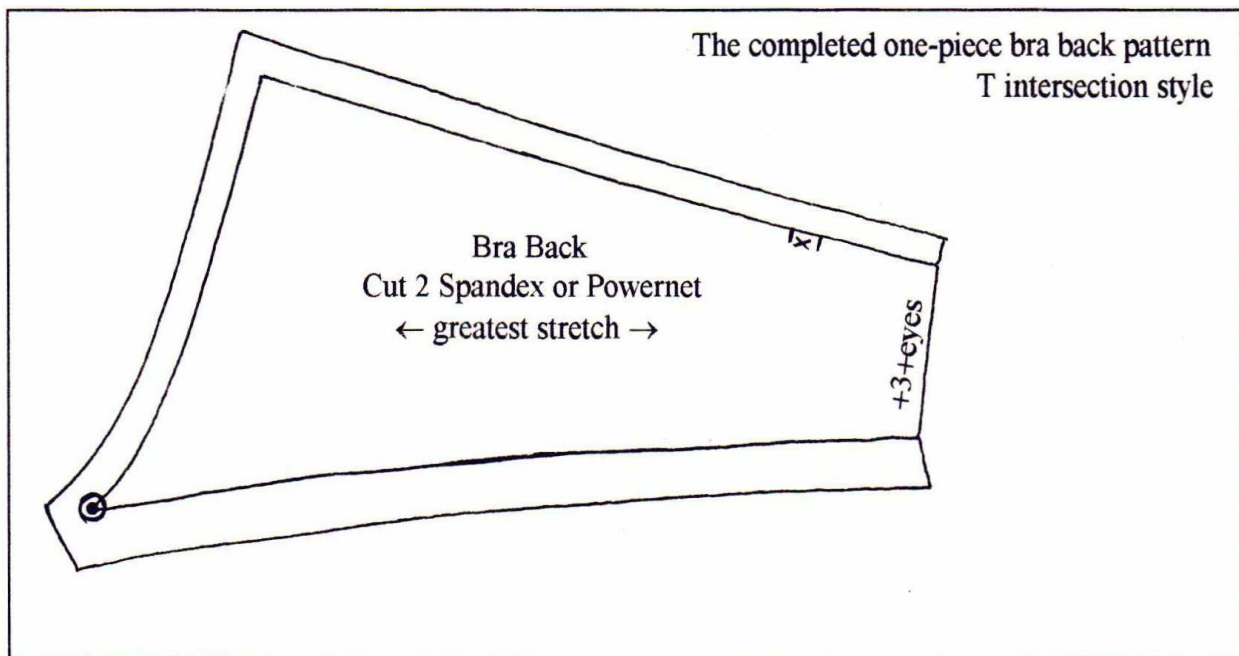 The completed one-piece bra back pattern
T intersection style
x
Bra Back
Cut 2 Spandex or Powernet
← greatest stretch →
+3+eyes